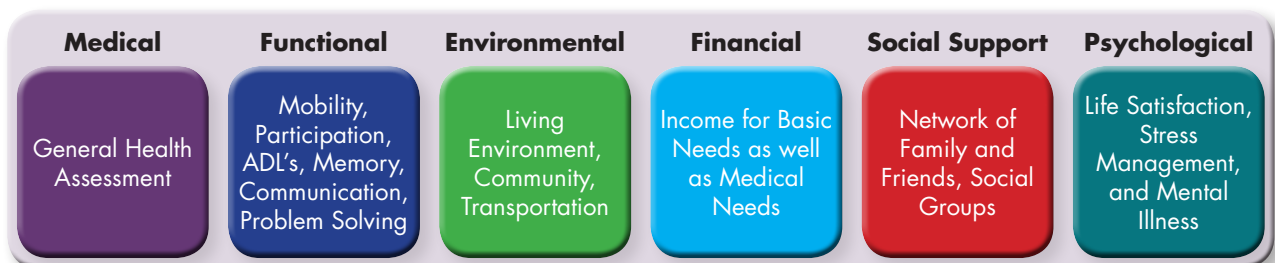 Medical
General Health
Assessment
Functional
Mobility,
Participation,
ADL's, Memory,
Communication,
Problem Solving
Environmental
Living
Environment,
Community,
Transportation
Financial
Income for Basic
Needs as well
as Medical
Needs
Social Support
Network of
Family and
Friends, Social
Groups
Psychological
Life Satisfaction,
Stress
Management,
and Mental
Illness